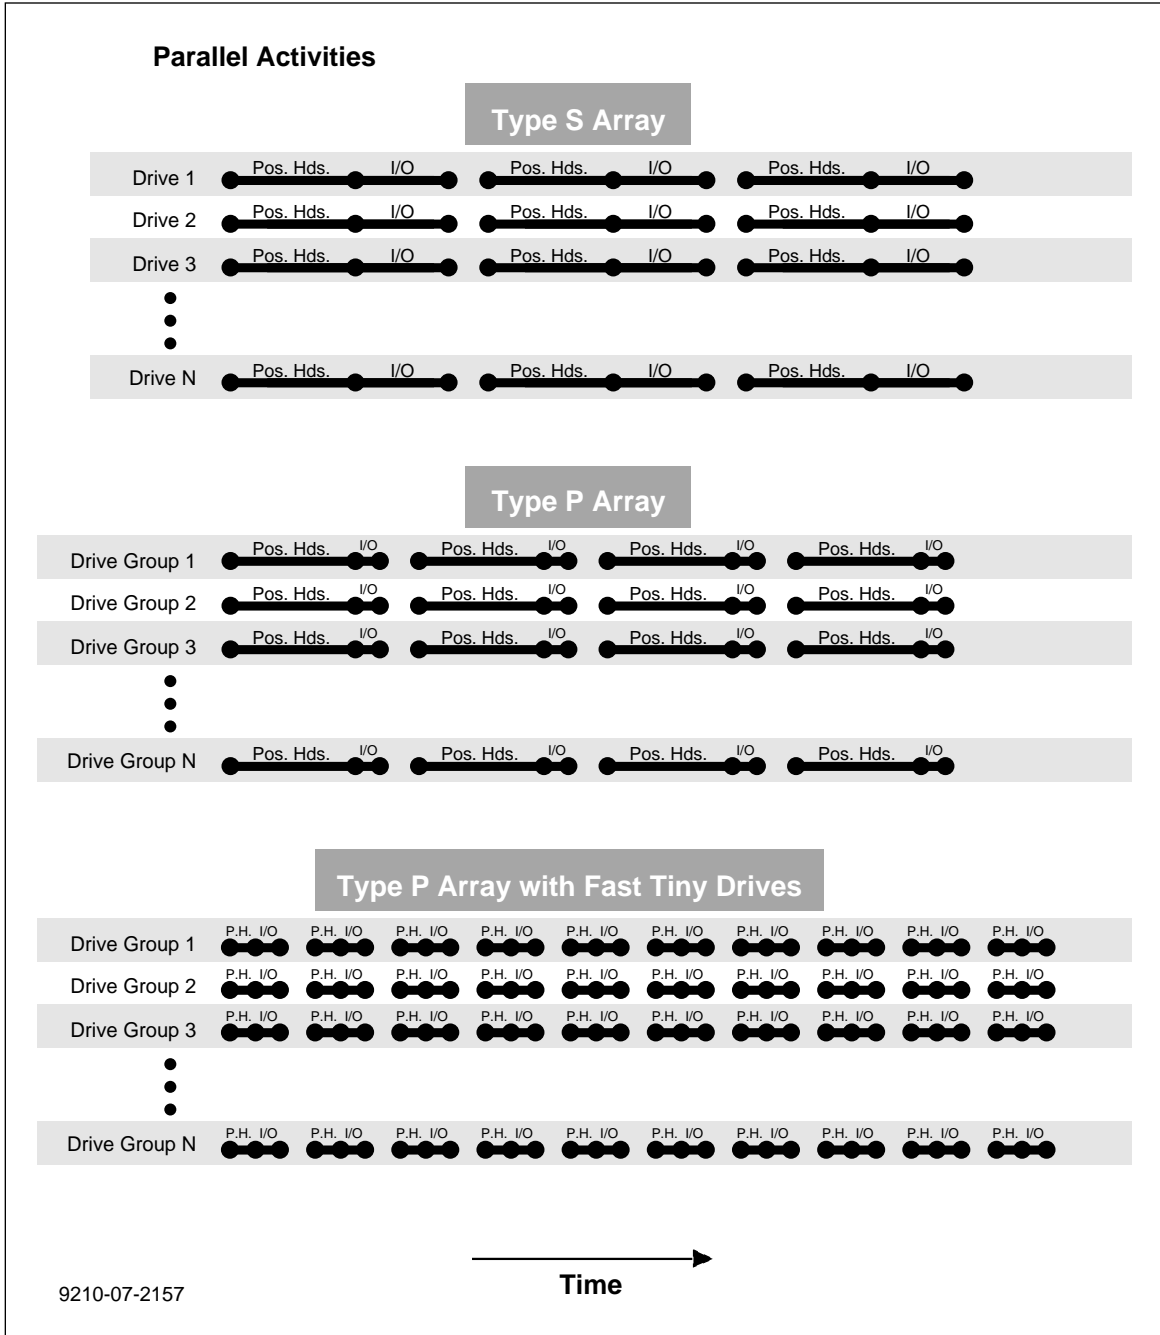 Parallel Activities
Type S Array
Drive 1 Pos. Hds. I/O Pos. Hds. I/O Pos. Hds. I/O
Drive 2 Pos. Hds. I/O Pos. Hds. I/O Pos. Hds. I/O
Drive 3 Pos. Hds. I/O Pos. Hds. I/O Pos. Hds. I/O
Drive N Pos. Hds. I/O Pos. Hds. I/O Pos. Hds. I/O
Type P Array
Drive Group 1 Pos. Hds. I/O Pos. Hds. I/O Pos. Hds. I/O Pos. Hds. I/O
Drive Group 2 Pos. Hds. I/O Pos. Hds. I/O Pos. Hds. I/O Pos. Hds. I/O
Drive Group 3 Pos. Hds. I/O Pos. Hds. I/O Pos. Hds. I/O Pos. Hds. I/O
Drive Group N Pos. Hds. I/O Pos. Hds. I/O Pos. Hds. I/O Pos. Hds. I/O
Type P Array with Fast Tiny Drives
Drive Group 1 P.H. I/O P.H. I/O P.H. I/O P.H. I/O P.H. I/O P.H. I/O P.H. I/O P.H. I/O P.H. I/O P.H. I/O
Drive Group 2 P.H. I/O P.H. I/O P.H. I/O P.H. I/O P.H. I/O P.H. I/O P.H. I/O P.H. I/O P.H. I/O P.H. I/O
Drive Group 3 P.H. I/O P.H. I/O P.H. I/O P.H. I/O P.H. I/O P.H. I/O P.H. I/O P.H. I/O P.H. I/O P.H. I/O
Drive Group N P.H. I/O P.H. I/O P.H. I/O P.H. I/O P.H. I/O P.H. I/O P.H. I/O P.H. I/O P.H. I/O P.H. I/O
Time
9210-07-2157